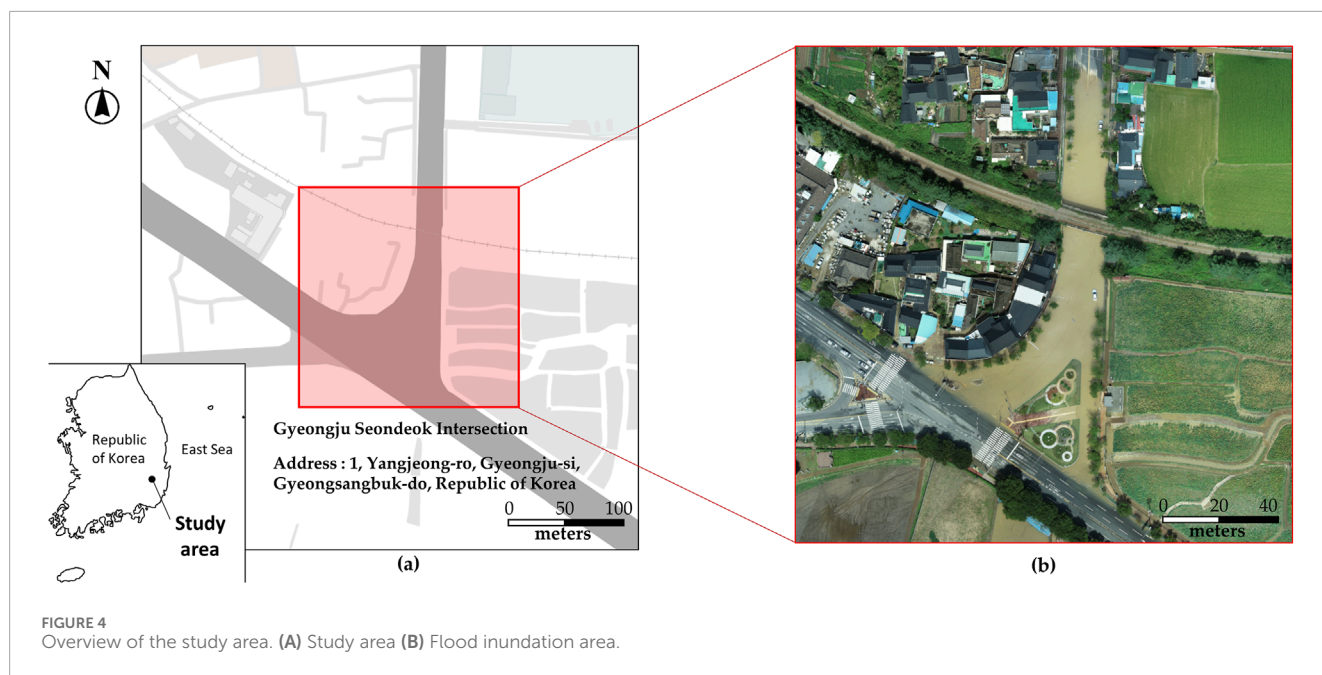 N
Republic
of Korea
East Sea
Study
area
Gyeongju Seondeok Intersection
Address : 1, Yangjeong-ro, Gyeongju-si,
Gyeongsangbuk-do, Republic of Korea
0 50 100
meters
(a)
0 20 40
meters
(b)
FIGURE 4
Overview of the study area. (A) Study area (B) Flood inundation area.